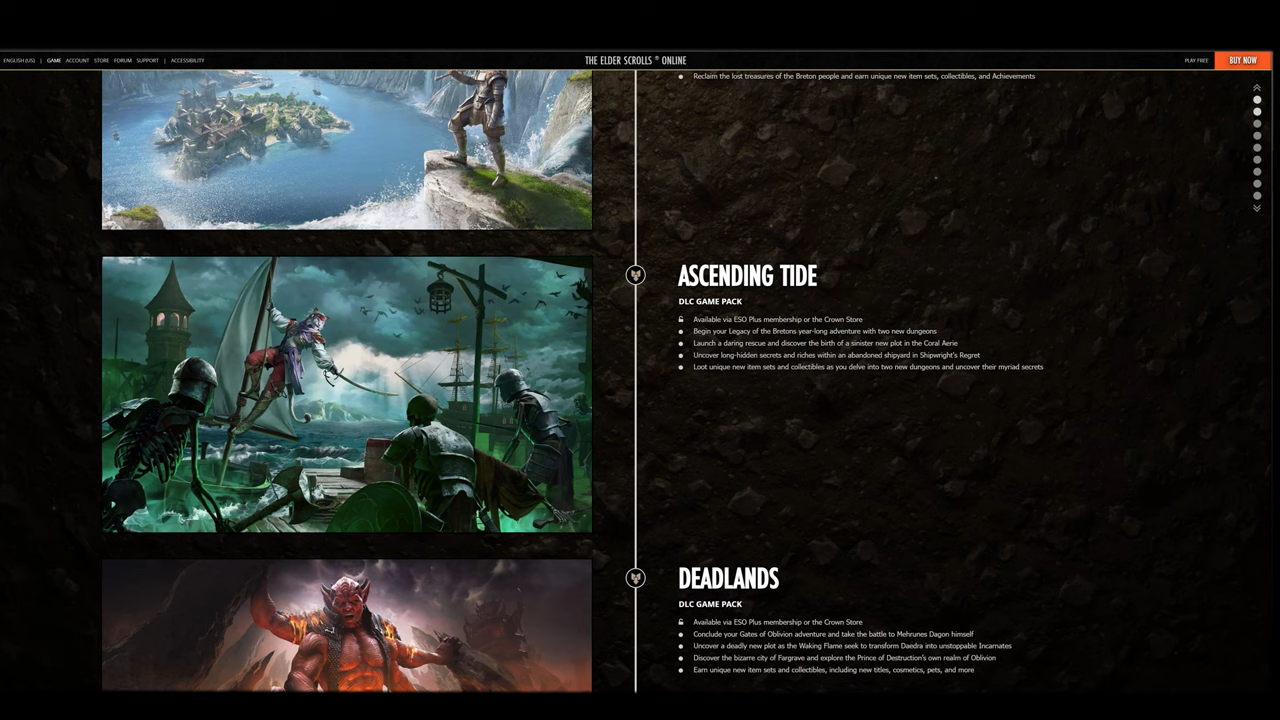 ENGLISH (US) | GAME ACCOUNT STORE FORUM SUPPORT | ACCESSIBILITY THE ELDER SCROLLS ® ONLINE PLAY FREE BUY NOW
Reclaim the lost treasures of the Breton people and earn unique new item sets, collectibles, and Achievements
ASCENDING TIDE
DLC GAME PACK
Available via ESO Plus membership or the Crown Store
Begin your Legacy of the Bretons year-long adventure with two new dungeons
Launch a daring rescue and discover the birth of a sinister new plot in the Coral Aerie
Uncover long-hidden secrets and riches within an abandoned shipyard in Shipwright's Regret
Loot unique new item sets and collectibles as you delve into two new dungeons and uncover their myriad secrets
DEADLANDS
DLC GAME PACK
Available via ESO Plus membership or the Crown Store
Conclude your Gates of Oblivion adventure and take the battle to Mehrunes Dagon himself
Uncover a deadly new plot as the Waking Flame seek to transform Daedra into unstoppable Incarnates
Discover the bizarre city of Fargrave and explore the Prince of Destruction's own realm of Oblivion
Earn unique new item sets and collectibles, including new titles, cosmetics, pets, and more